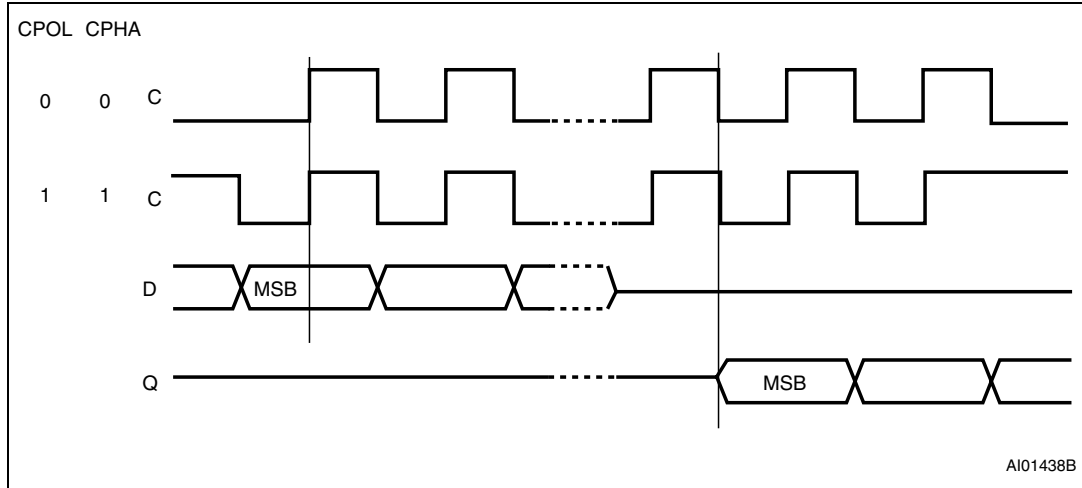 CPOL CPHA
0 0 C
1 1 C
D MSB
Q MSB
AI01438B